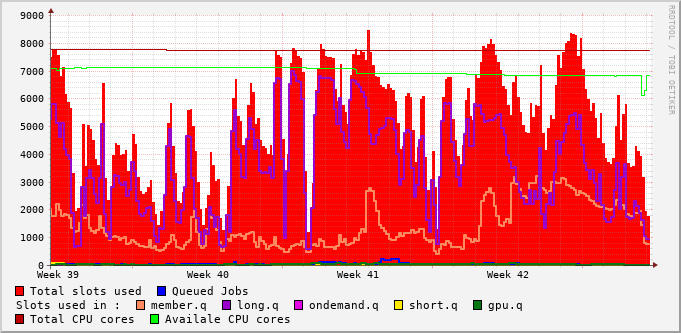 RRDTOOL / TOBI OETIKER
9000
8000
7000
6000
5000
4000
3000
2000
1000
0
Week 39 Week 40 Week 41 Week 42
Total slots used Queued Jobs
Slots used in : member.q long.q ondemand.q short.q gpu.q
Total CPU cores Availale CPU cores